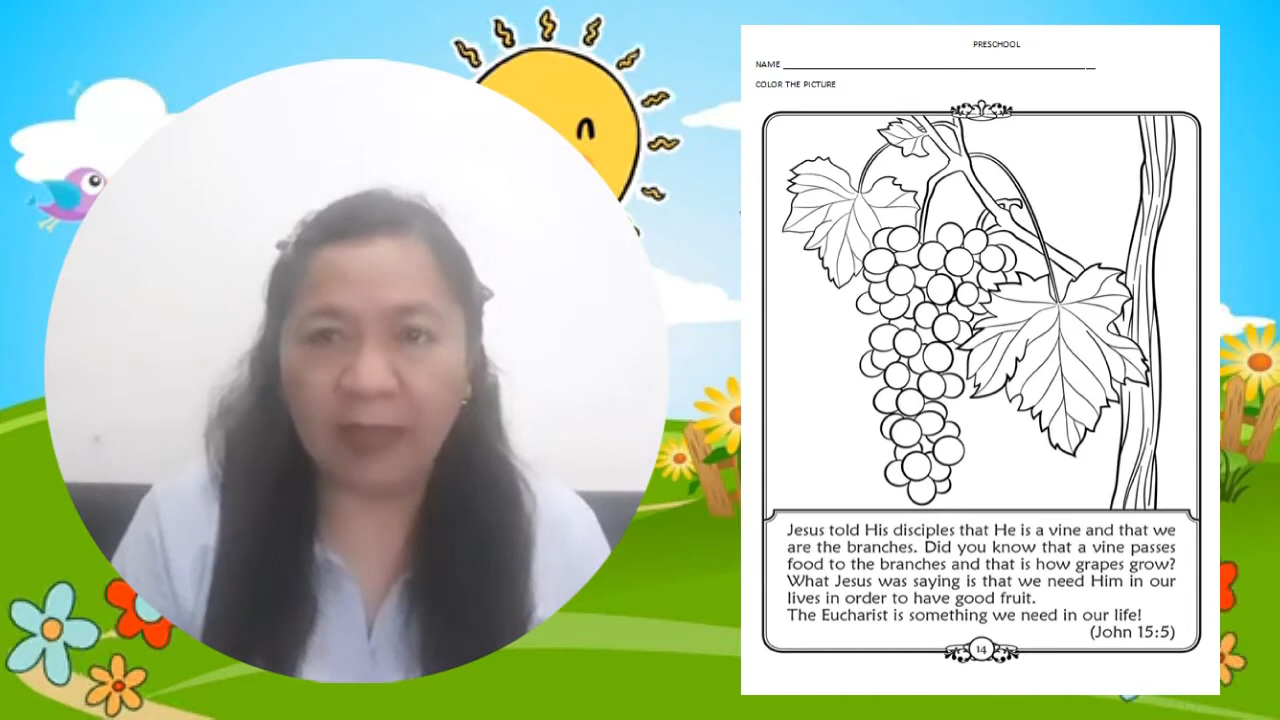 PRESCHOOL
NAME
COLOR THE PICTURE
Jesus told His disciples that He is a vine and that we
are the branches. Did you know that a vine passes
food to the branches and that is how grapes grow?
What Jesus was saying is that we need Him in our
lives in order to have good fruit.
The Eucharist is something we need in our life!
(John 15:5)
14